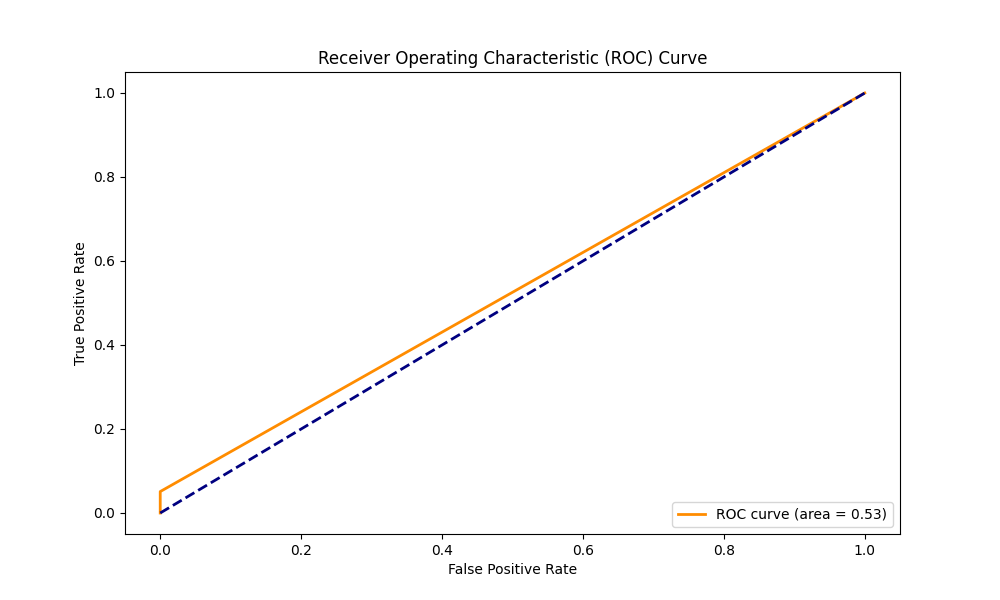 Receiver Operating Characteristic (ROC) Curve
True Positive Rate
1.0
0.8
0.6
0.4
0.2
0.0
ROC curve (area = 0.53)
0.0 0.2 0.4 0.6 0.8 1.0
False Positive Rate